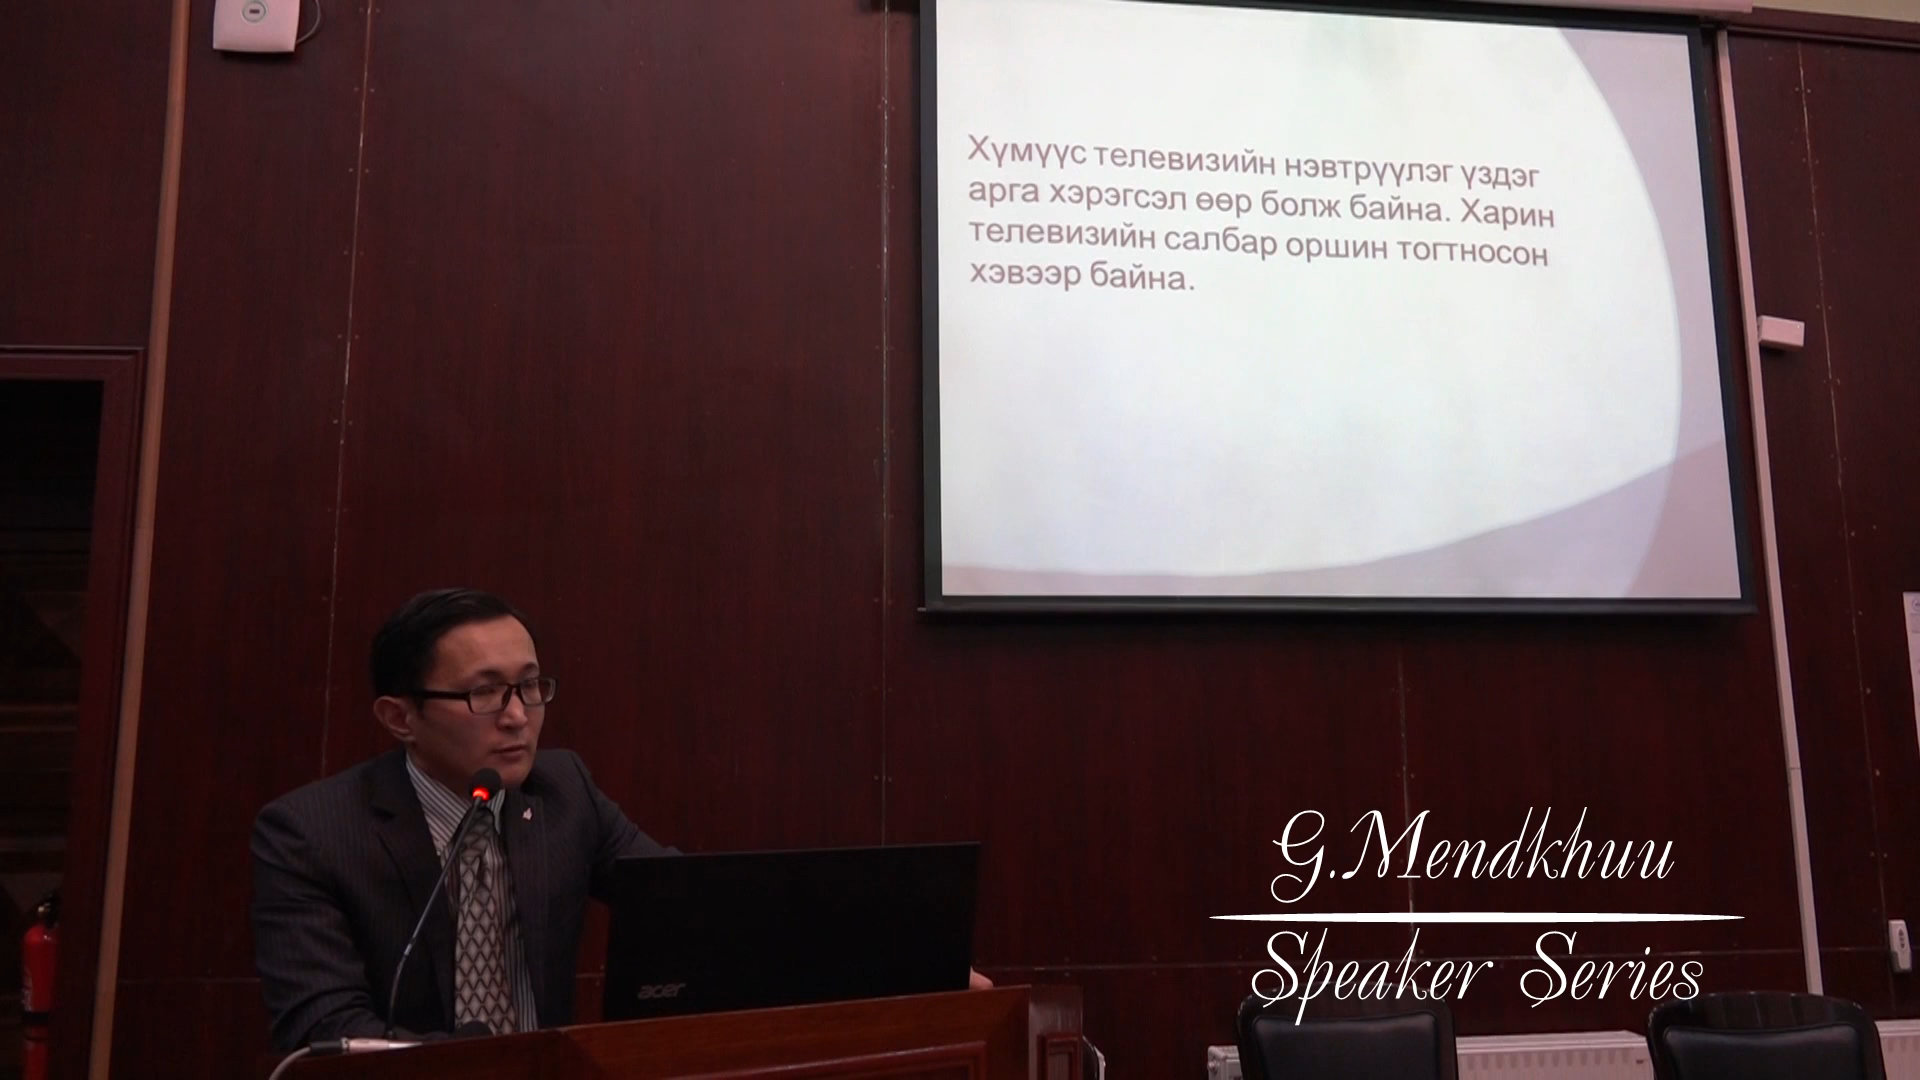 Хүмүүс телевизийн нэвтрүүлэг үздэг
арга хэрэгсэл өөр болж байна. Харин
телевизийн салбар оршин тогтносон
хэвээр байна.
acer
G.Mendkhuu
Speaker Series